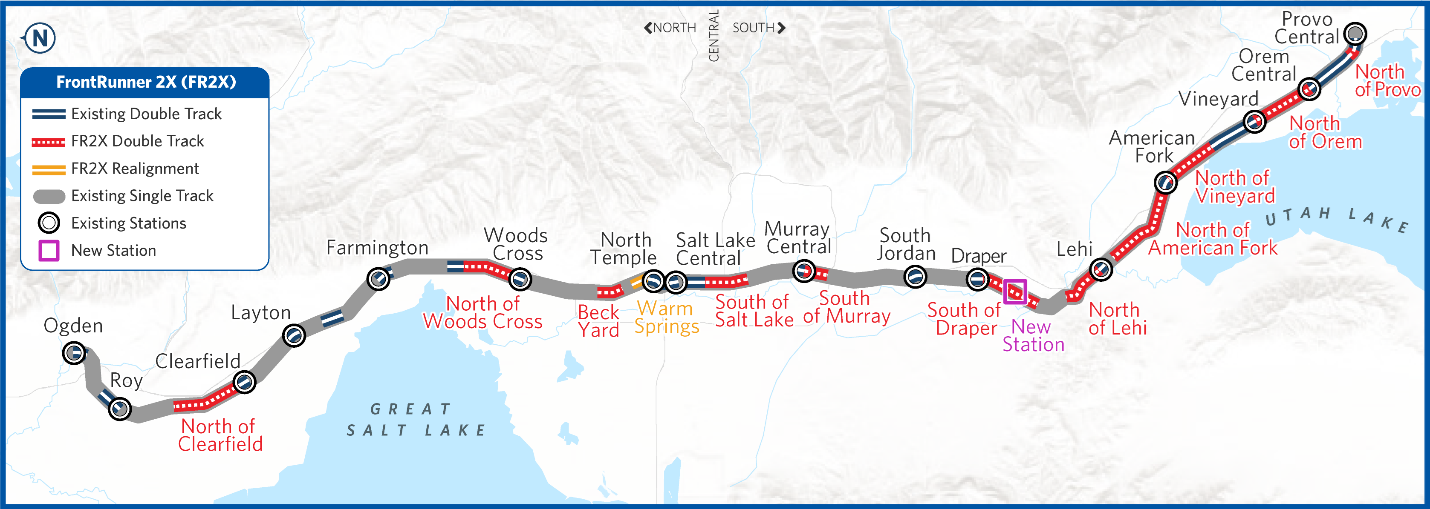 N
FrontRunner 2X (FR2X)
Existing Double Track
FR2X Double Track
FR2X Realignment
Existing Single Track
Existing Stations
New Station
NORTH
CENTRAL
SOUTH
Ogden
Roy
Clearfield
North of
Clearfield
Layton
Farmington
Woods
Cross
North of
Woods Cross
Beck
Yard
North
Temple
Warm
Springs
Salt Lake
Central
South of
Salt Lake
Murray
Central
South
of Murray
South
Jordan
Draper
South of
Draper
New
Station
Lehi
North
of Lehi
American
Fork
North of
American Fork
North of
Vineyard
Vineyard
Orem
Central
North
of Orem
Provo
Central
North
of Provo
GREAT
SALT LAKE
UTAH LAKE